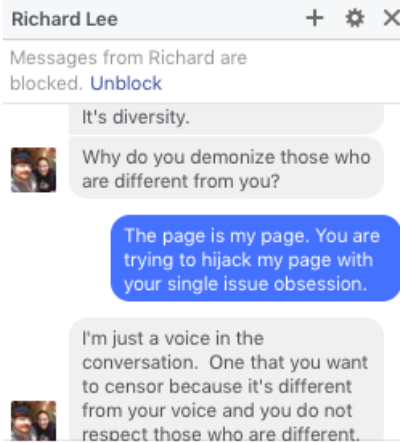 Richard Lee
Messages from Richard are
blocked. Unblock
It's diversity.
Why do you demonize those who
are different from you?
The page is my page. You are
trying to hijack my page with
your single issue obsession.
I'm just a voice in the
conversation.  One that you want
to censor because it's different
from your voice and you do not
respect those who are different.